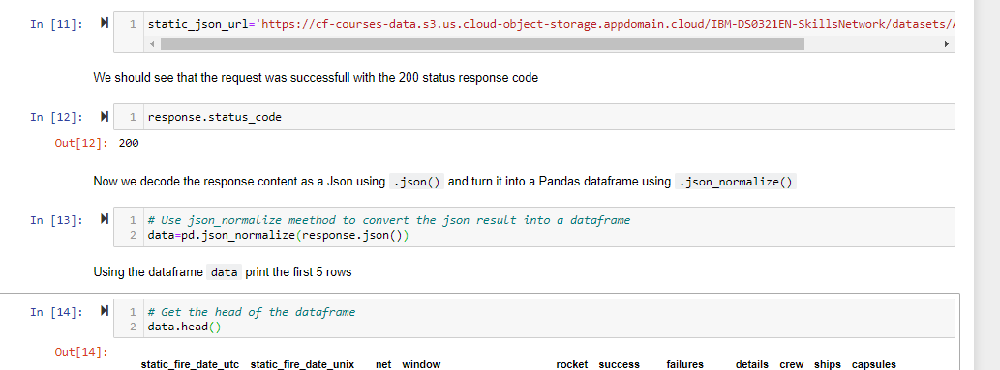 In [11]:
1 static_json_url='https://cf-courses-data.s3.us.cloud-object-storage.appdomain.cloud/IBM-DS0321EN-SkillsNetwork/datasets/
We should see that the request was successfull with the 200 status response code
In [12]:
1 response.status_code
Out[12]: 200
Now we decode the response content as a Json using .json() and turn it into a Pandas dataframe using .json_normalize()
In [13]:
1 # Use json_normalize meethod to convert the json result into a dataframe
2 data=pd.json_normalize(response.json())
Using the dataframe data print the first 5 rows
In [14]:
1 # Get the head of the dataframe
2 data.head()
Out[14]:
static_fire_date_utc static_fire_date_unix net window rocket success failures details crew ships capsules